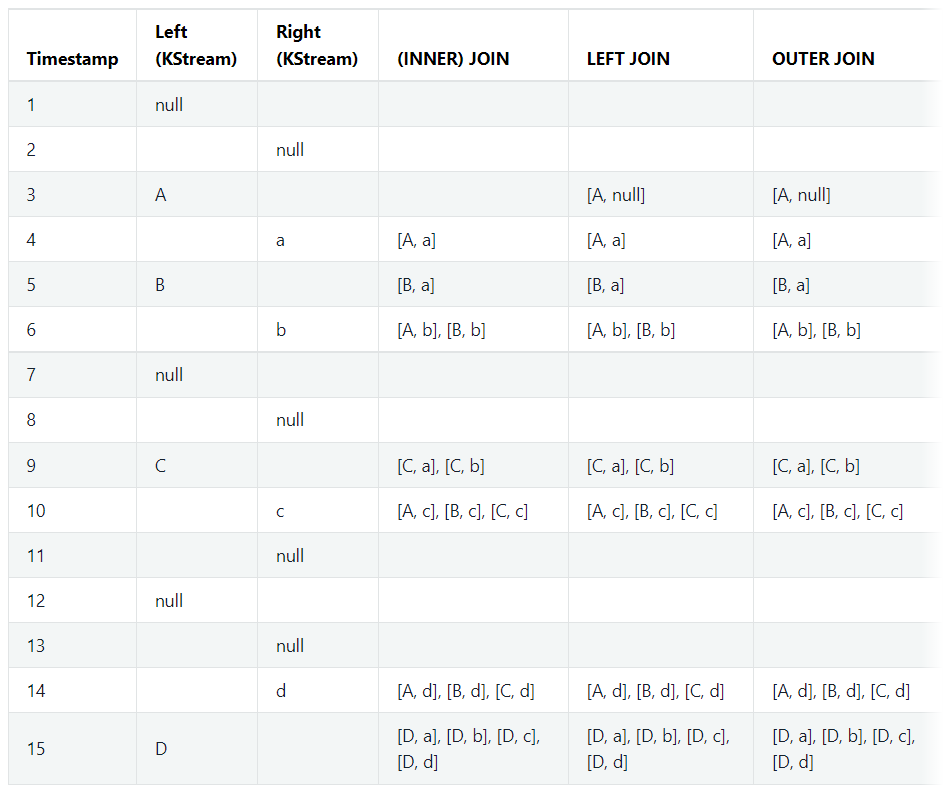 Left Right
Timestamp (KStream) (KStream) (INNER) JOIN LEFT JOIN OUTER JOIN
1 null
2 null
3 A [A, null] [A, null]
4 a [A, a] [A, a] [A, a]
5 B [B, a] [B, a] [B, a]
6 b [A, b], [B, b] [A, b], [B, b] [A, b], [B, b]
7 null
8 null
9 C [C, a], [C, b] [C, a], [C, b] [C, a], [C, b]
10 c [A, c], [B, c], [C, c] [A, c], [B, c], [C, c] [A, c], [B, c], [C, c]
11 null
12 null
13 null
14 d [A, d], [B, d], [C, d] [A, d], [B, d], [C, d] [A, d], [B, d], [C, d]
15 D [D, a], [D, b], [D, c], [D, a], [D, b], [D, c], [D, a], [D, b], [D, c],
[D, d] [D, d] [D, d]